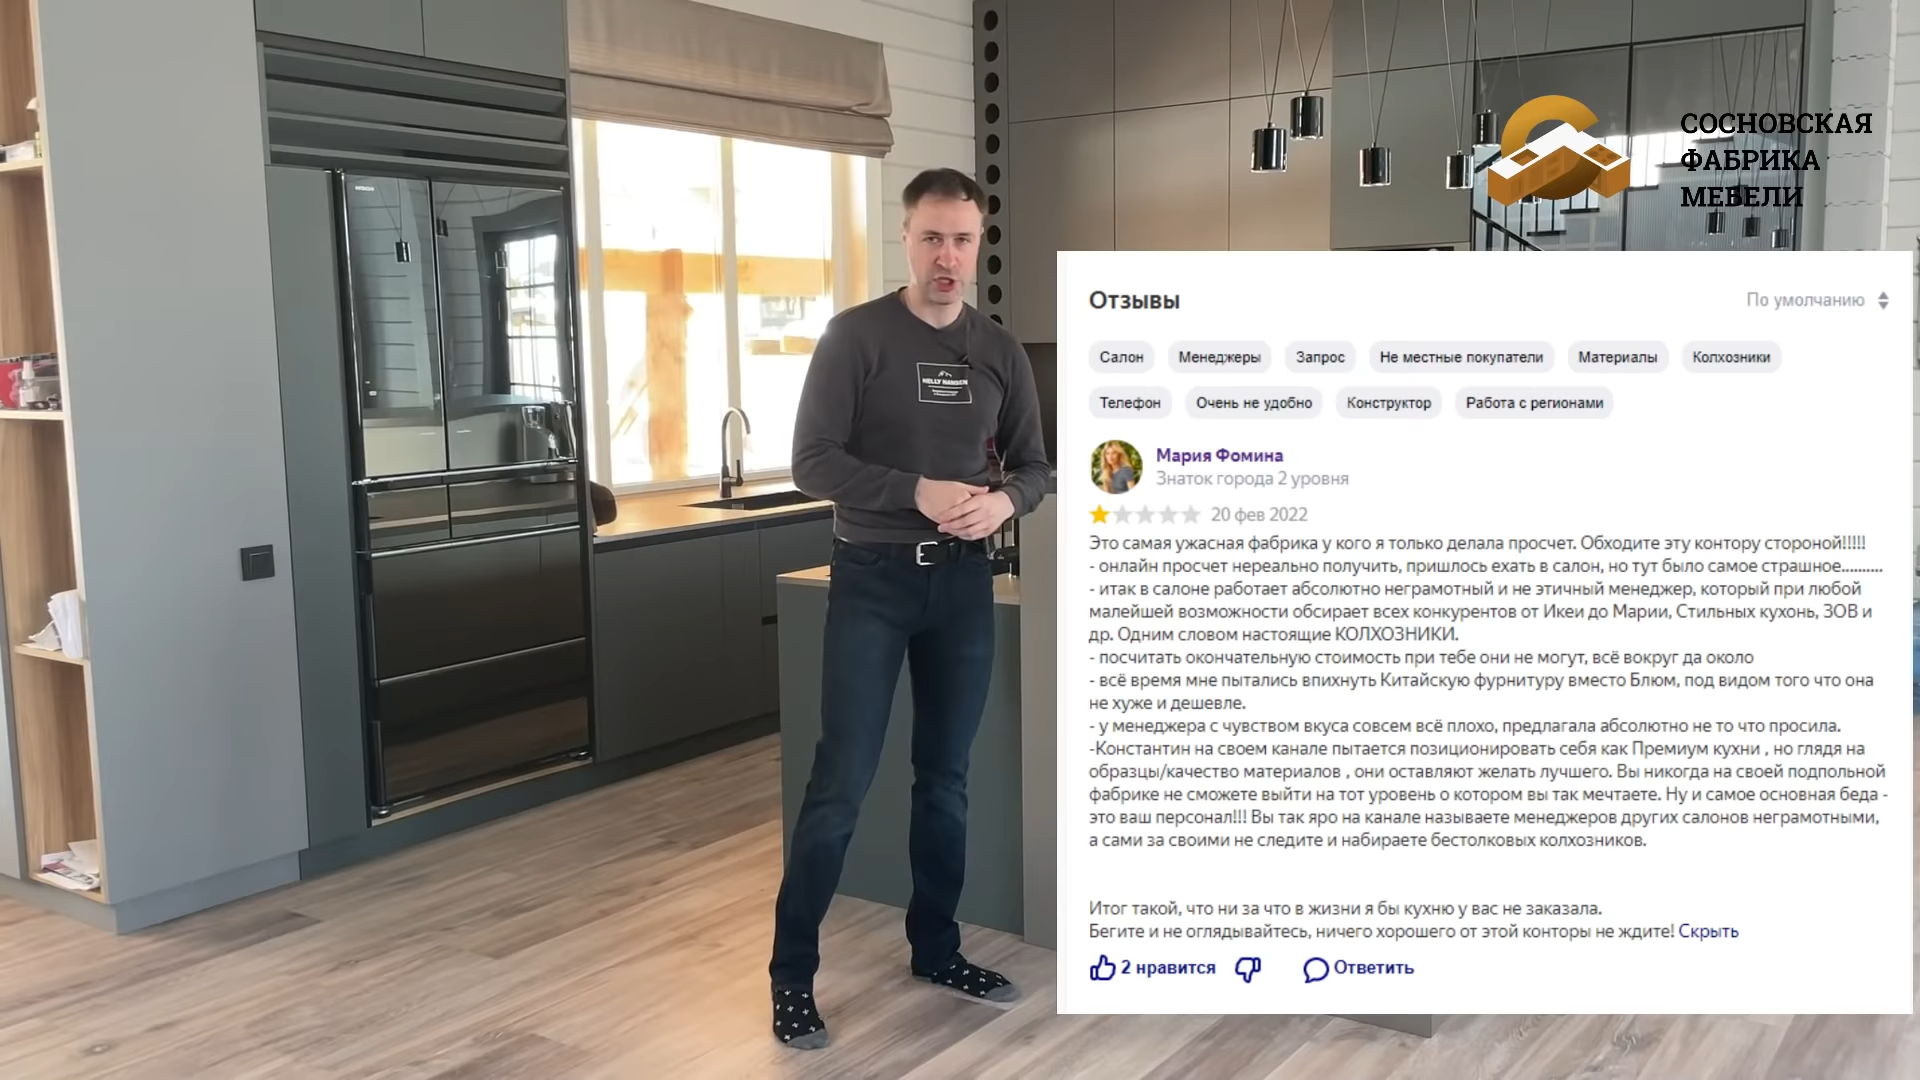 СОСНОВСКАЯ
ФАБРИКА
МЕБЕЛИ
HITACHI
HELLY HANSEN
Отзывы
По умолчанию
Салон Менеджеры Запрос Не местные покупатели Материалы Колхозники
Телефон Очень не удобно Конструктор Работа с регионами
Мария Фомина
Знаток города 2 уровня
20 фев 2022
Это самая ужасная фабрика у кого я только делала просчет. Обходите эту контору стороной!!!!!
- онлайн просчет нереально получить, пришлось ехать в салон, но тут было самое страшное..........
- итак в салоне работает абсолютно неграмотный и не этичный менеджер, который при любой
малейшей возможности обсирает всех конкурентов от Икеи до Марии, Стильных кухонь, ЗОВ и
др. Одним словом настоящие КОЛХОЗНИКИ.
- посчитать окончательную стоимость при тебе они не могут, всё вокруг да около
- всё время мне пытались впихнуть Китайскую фурнитуру вместо Блюм, под видом того что она
не хуже и дешевле.
- у менеджера с чувством вкуса совсем всё плохо, предлагала абсолютно не то что просила.
-Константин на своем канале пытается позиционировать себя как Премиум кухни , но глядя на
образцы/качество материалов , они оставляют желать лучшего. Вы никогда на своей подпольной
фабрике не сможете выйти на тот уровень о котором вы так мечтаете. Ну и самое основная беда -
это ваш персонал!!! Вы так яро на канале называете менеджеров других салонов неграмотными,
а сами за своими не следите и набираете бестолковых колхозников.
Итог такой, что ни за что в жизни я бы кухню у вас не заказала.
Бегите и не оглядывайтесь, ничего хорошего от этой конторы не ждите! Скрыть
2 нравится Ответить